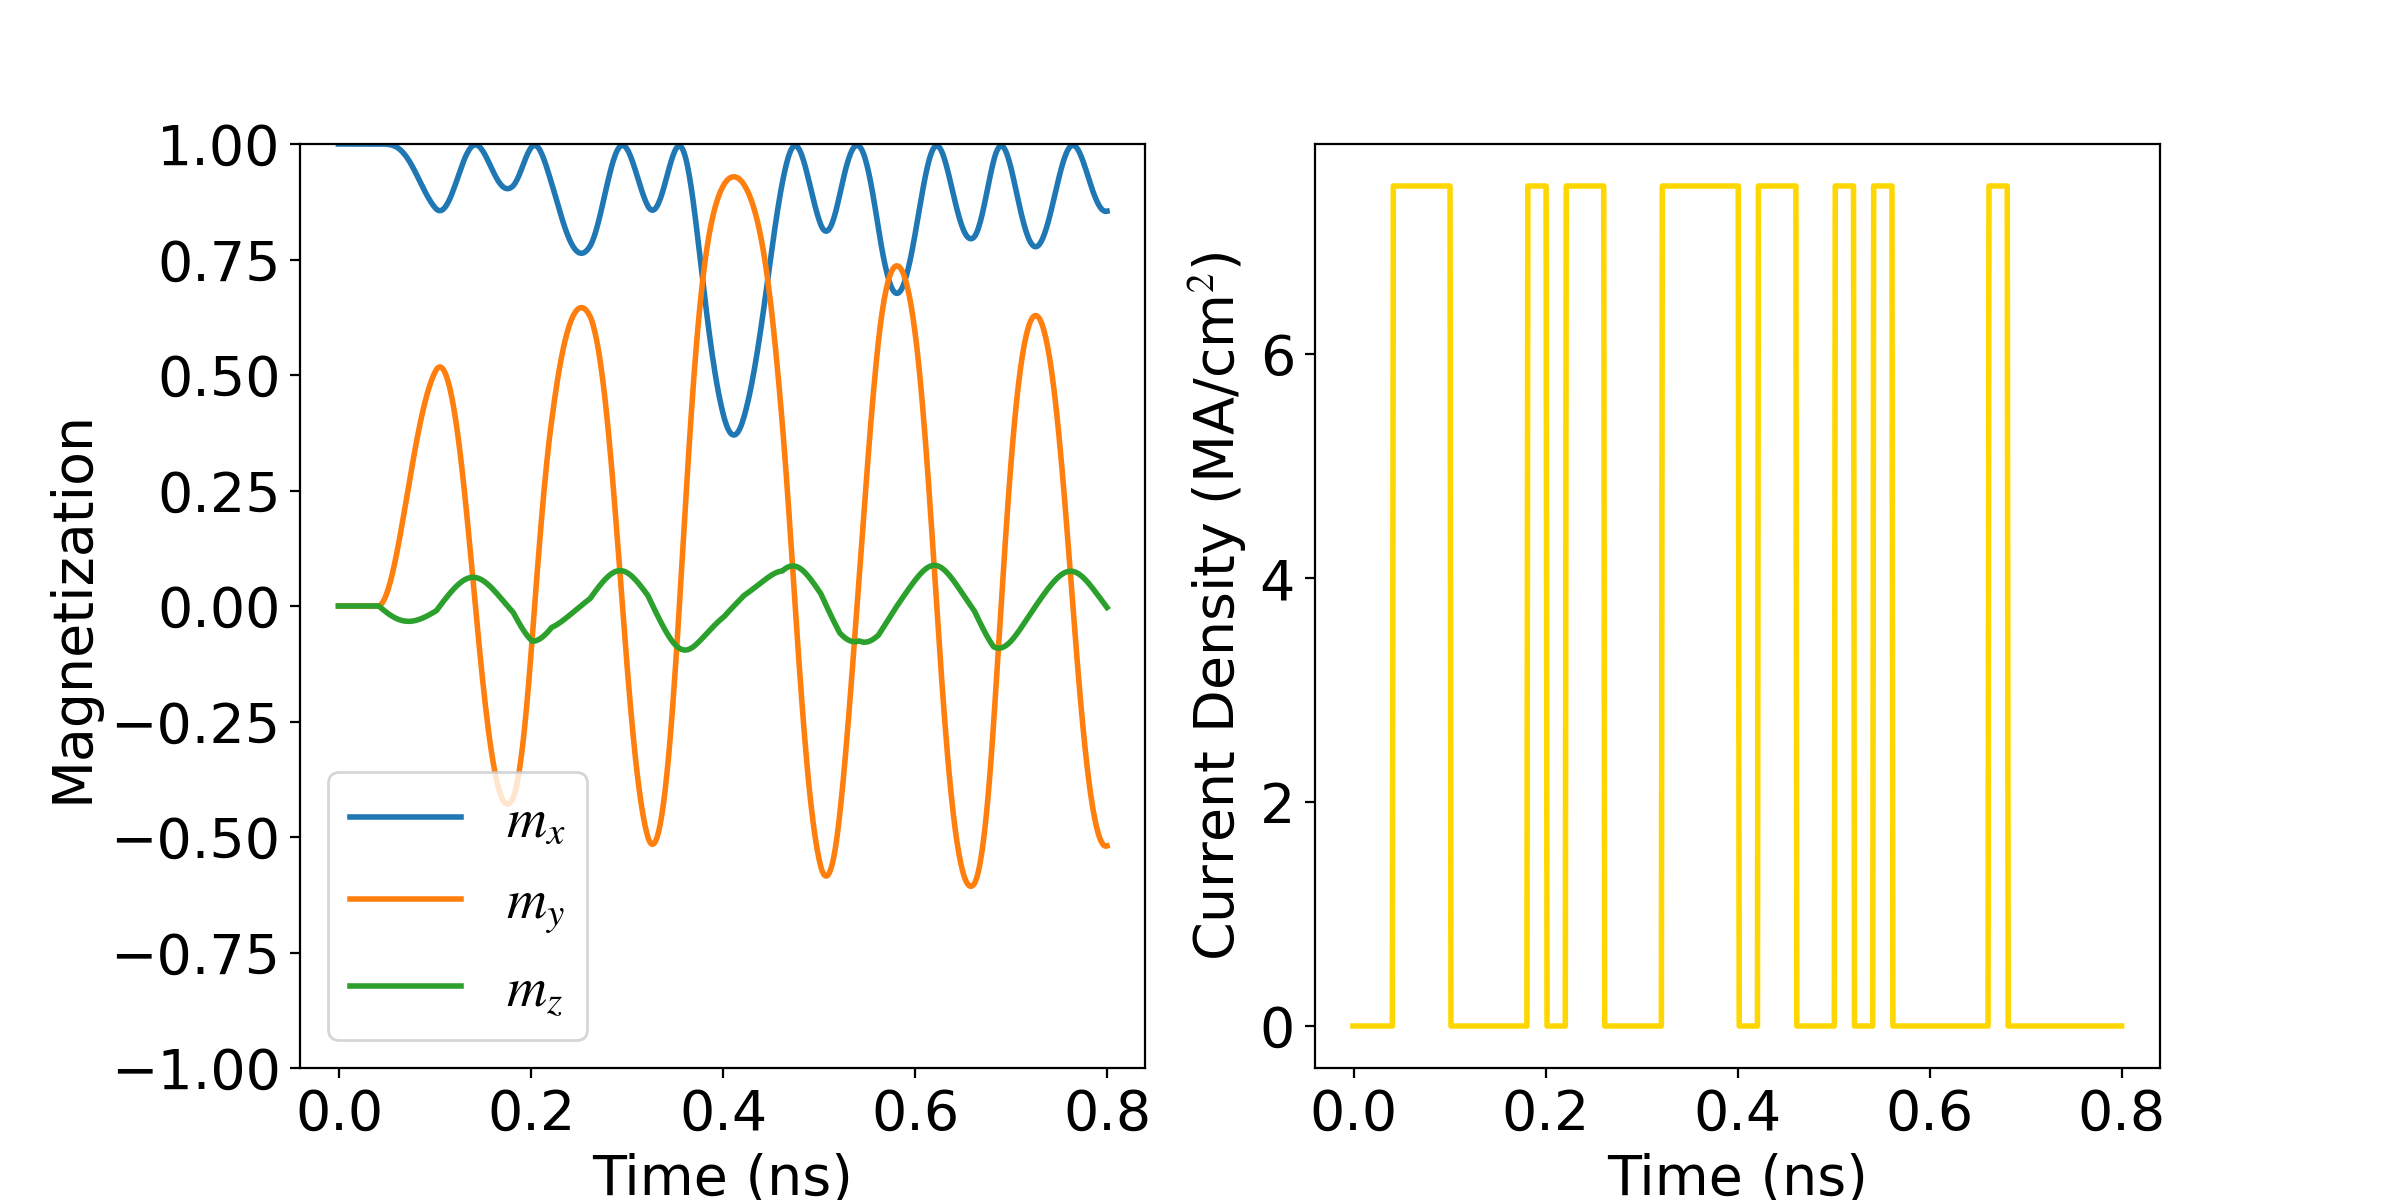 Magnetization
1.00
0.75
0.50
0.25
0.00
−0.25
−0.50
−0.75
−1.00
m_x
m_y
m_z
0.0 0.2 0.4 0.6 0.8
Time (ns)
Current Density (MA/cm²)
6
4
2
0
0.0 0.2 0.4 0.6 0.8
Time (ns)